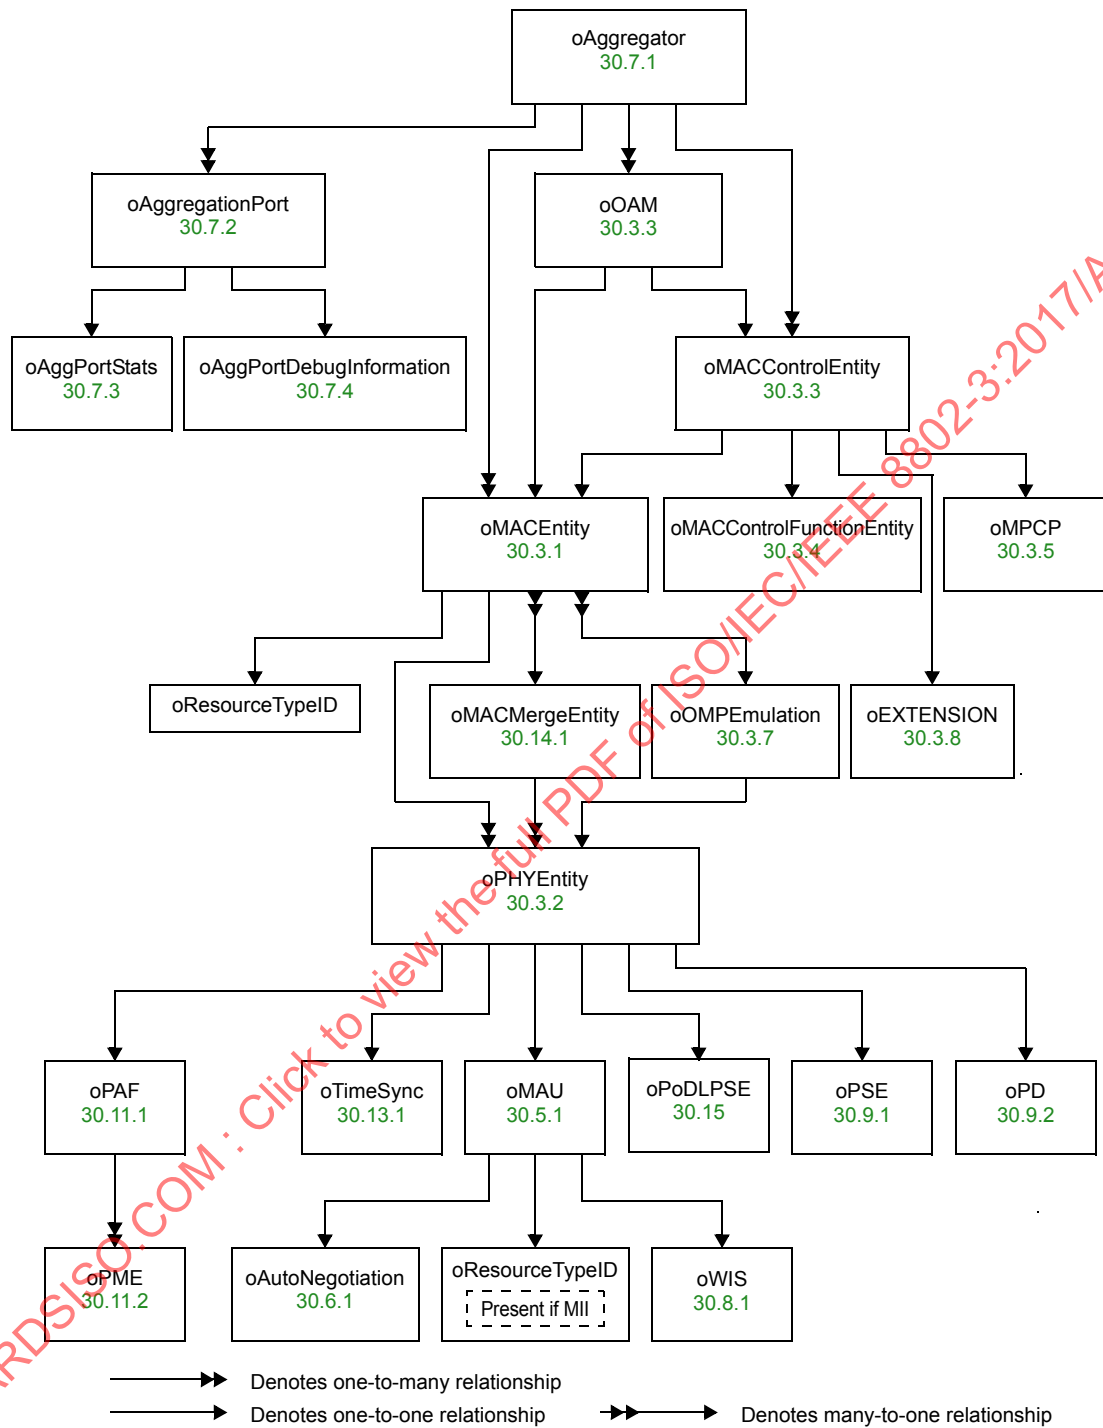 oAggregator
30.7.1
oAggregationPort
30.7.2
oOAM
30.3.3
oAggPortStats
30.7.3
oAggPortDebugInformation
30.7.4
oMACControlEntity
30.3.3
oMACEntity
30.3.1
oMACControlFunctionEntity
30.3.4
oMPCP
30.3.5
oResourceTypeID
oMACMergeEntity
30.14.1
oOMPEmulation
30.3.7
oEXTENSION
30.3.8
oPHYEntity
30.3.2
oPAF
30.11.1
oTimeSync
30.13.1
oMAU
30.5.1
oPoDLPSE
30.15
oPSE
30.9.1
oPD
30.9.2
oPME
30.11.2
oAutoNegotiation
30.6.1
oResourceTypeID
Present if MII
oWIS
30.8.1
Denotes one-to-many relationship
Denotes one-to-one relationship
Denotes many-to-one relationship
ARDSISO.COM : Click to view the full PDF of ISO/IEC/IEEE 8802-3:2017/A